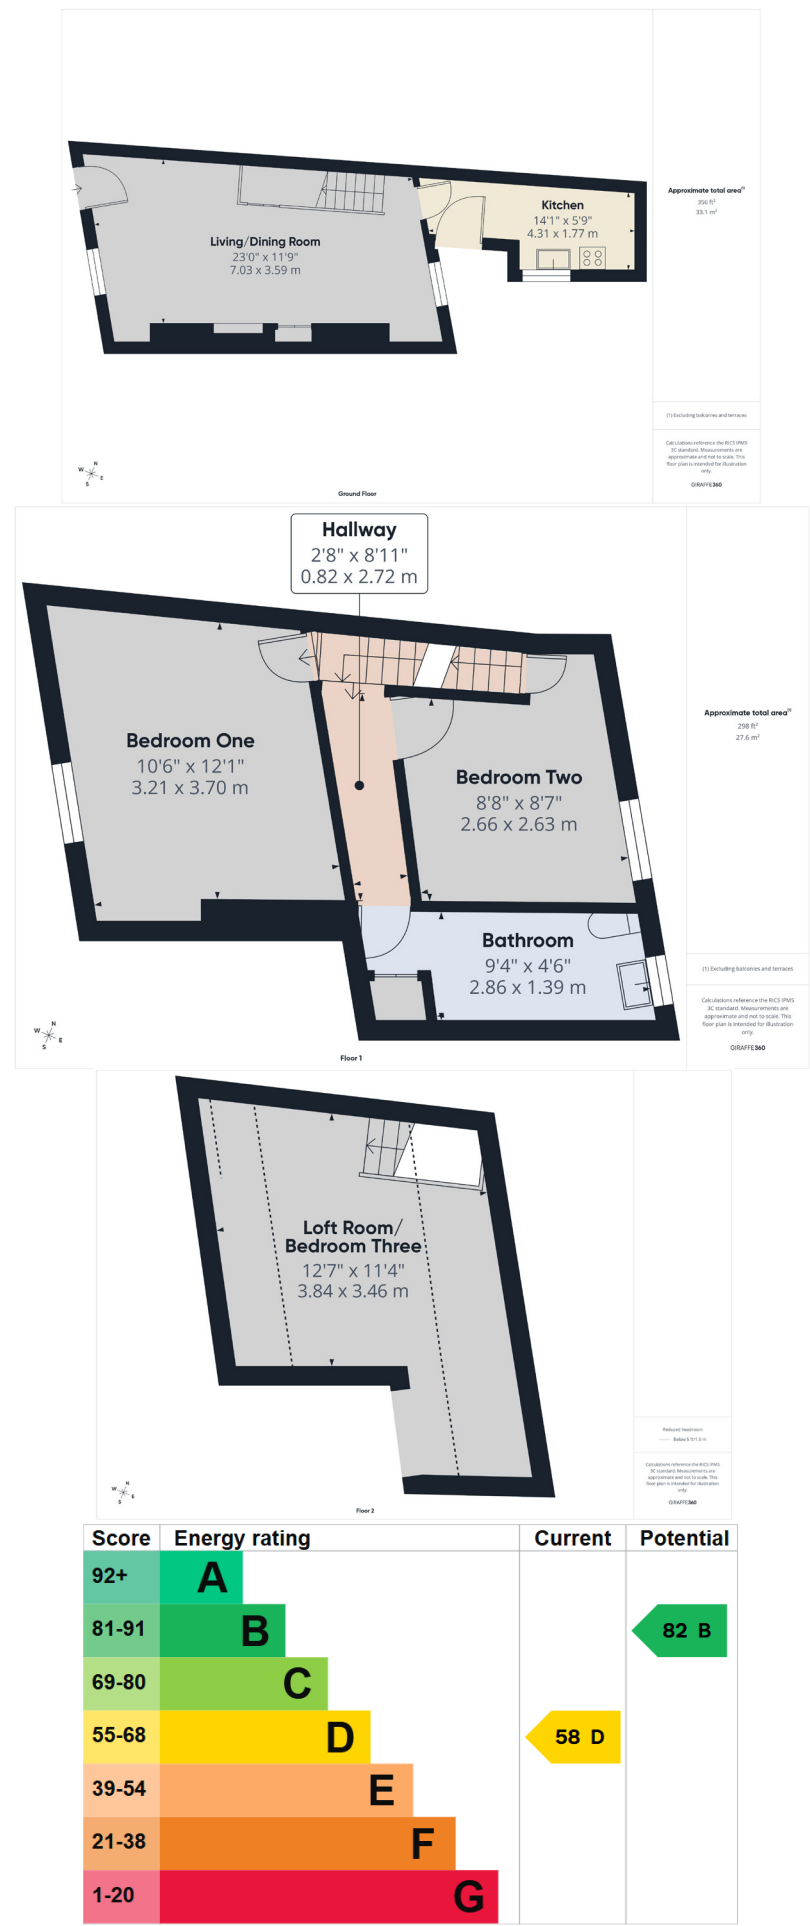 Living/Dining Room
23'0" x 11'9"
7.03 x 3.59 m
Kitchen
14'1" x 5'9"
4.31 x 1.77 m
Approximate total area(1)
356 ft²
33.1 m²
(1) Excluding balconies and terraces
Calculations reference the RICS IPMS
3C standard. Measurements are
approximate and not to scale. This
floor plan is intended for illustration
only.
GIRAFFE360
N
W
E
S
Ground Floor
Hallway
2'8" x 8'11"
0.82 x 2.72 m
Bedroom One
10'6" x 12'1"
3.21 x 3.70 m
Bedroom Two
8'8" x 8'7"
2.66 x 2.63 m
Bathroom
9'4" x 4'6"
2.86 x 1.39 m
Approximate total area(1)
298 ft²
27.6 m²
(1) Excluding balconies and terraces
Calculations reference the RICS IPMS
3C standard. Measurements are
approximate and not to scale. This
floor plan is intended for illustration
only.
GIRAFFE360
N
W
E
S
Floor 1
Loft Room/
Bedroom Three
12'7" x 11'4"
3.84 x 3.46 m
Reduced headroom
Below 5 ft/1.5 m
Calculations reference the RICS IPMS
3C standard. Measurements are
approximate and not to scale. This
floor plan is intended for illustration
only.
GIRAFFE360
N
W
E
S
Floor 2
Score Energy rating Current Potential
92+ A
81-91 B 82 B
69-80 C
55-68 D 58 D
39-54 E
21-38 F
1-20 G